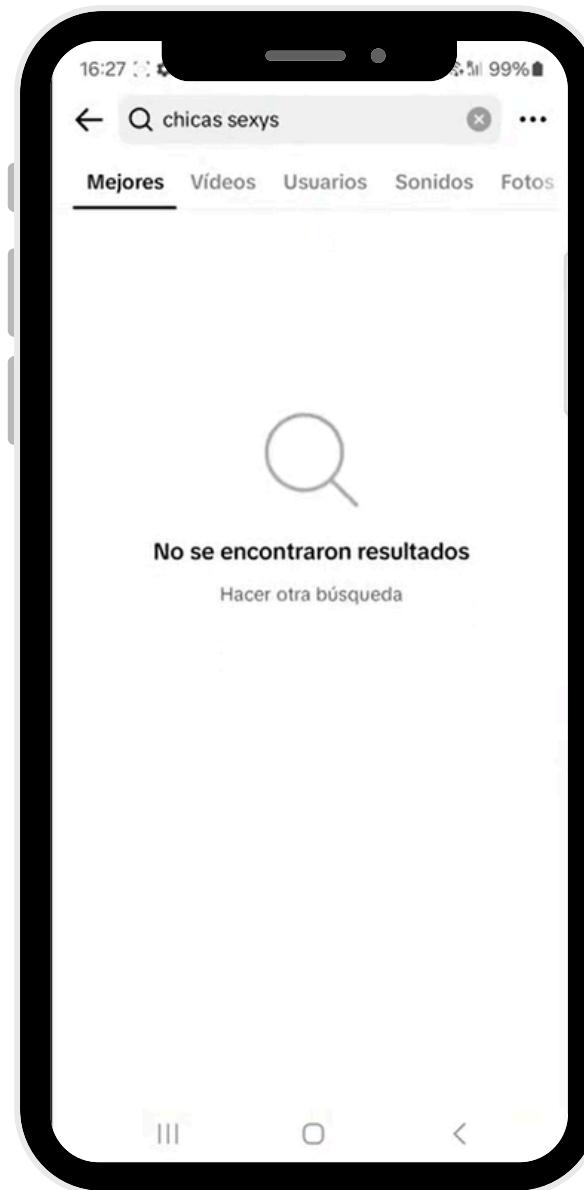 16:27
99%
chicas sexys
Mejores Vídeos Usuarios Sonidos Fotos
No se encontraron resultados
Hacer otra búsqueda